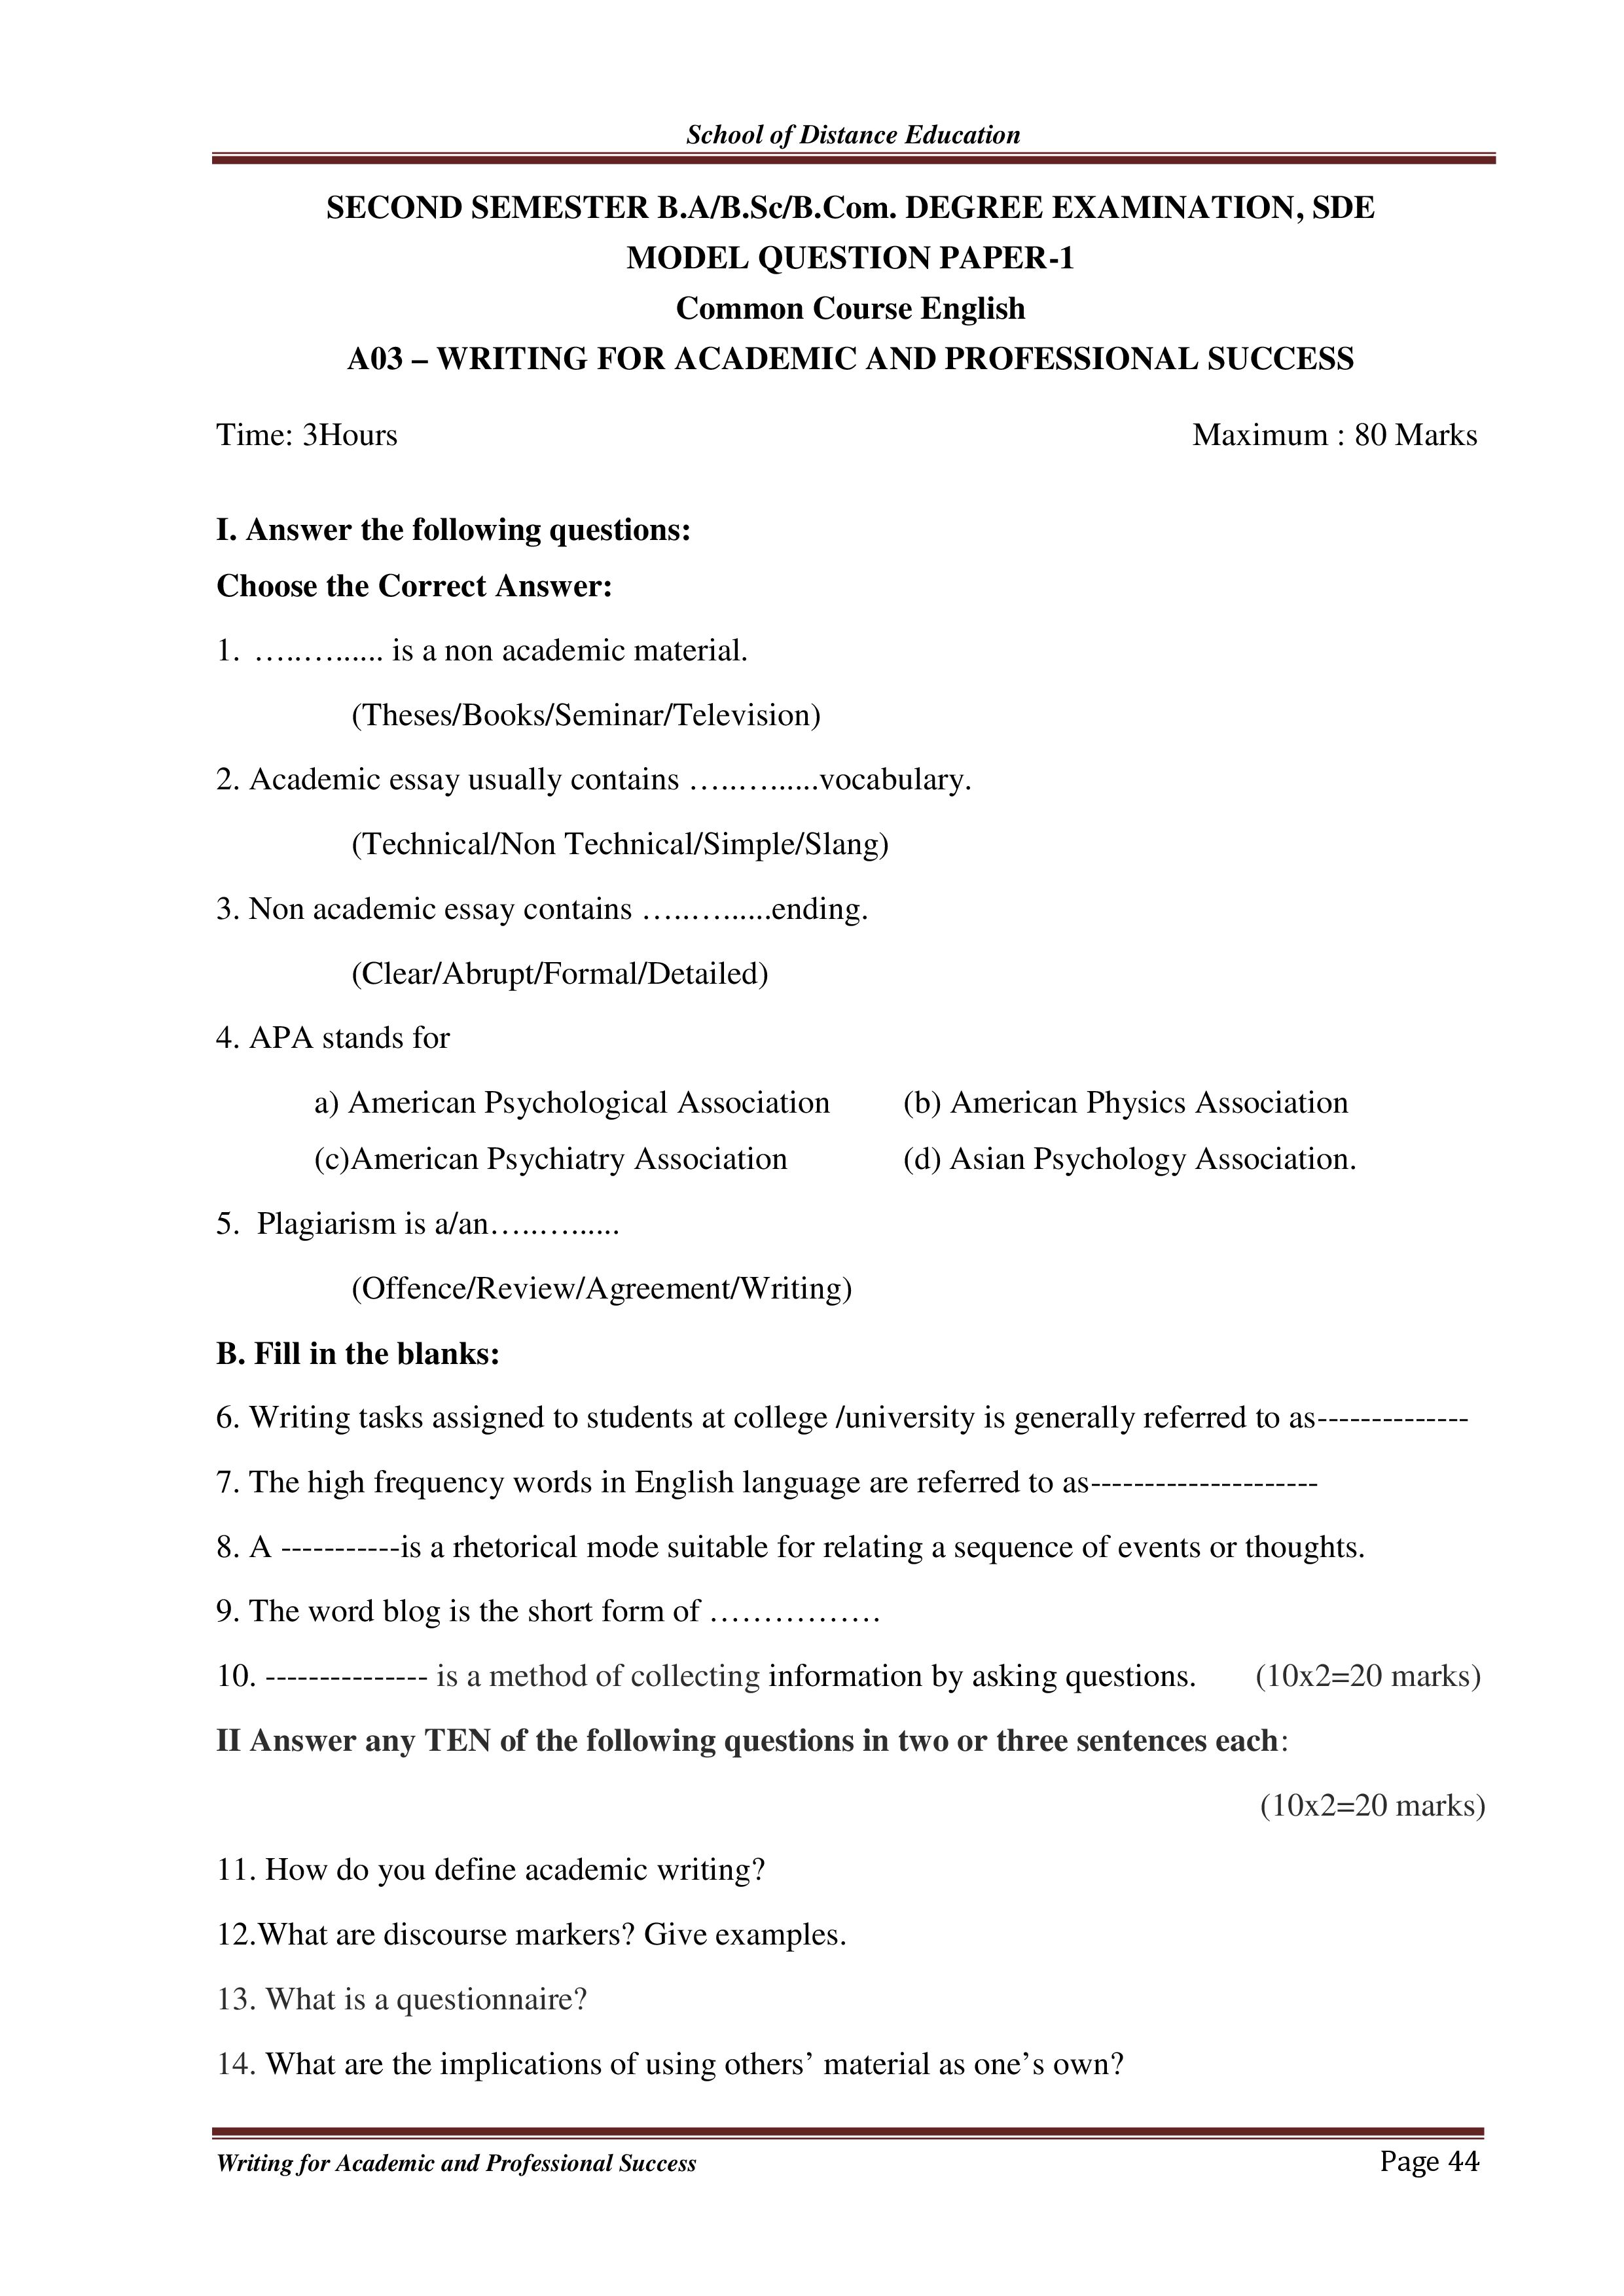 School of Distance Education
SECOND SEMESTER B.A/B.Sc/B.Com. DEGREE EXAMINATION, SDE
MODEL QUESTION PAPER-1
Common Course English
A03 – WRITING FOR ACADEMIC AND PROFESSIONAL SUCCESS
Time: 3Hours Maximum : 80 Marks
I. Answer the following questions:
Choose the Correct Answer:
1. …..…...... is a non academic material.
(Theses/Books/Seminar/Television)
2. Academic essay usually contains …..…......vocabulary.
(Technical/Non Technical/Simple/Slang)
3. Non academic essay contains …..…......ending.
(Clear/Abrupt/Formal/Detailed)
4. APA stands for
a) American Psychological Association (b) American Physics Association
(c)American Psychiatry Association (d) Asian Psychology Association.
5. Plagiarism is a/an…..…......
(Offence/Review/Agreement/Writing)
B. Fill in the blanks:
6. Writing tasks assigned to students at college /university is generally referred to as--------------
7. The high frequency words in English language are referred to as---------------------
8. A -----------is a rhetorical mode suitable for relating a sequence of events or thoughts.
9. The word blog is the short form of …………….
10. --------------- is a method of collecting information by asking questions. (10x2=20 marks)
II Answer any TEN of the following questions in two or three sentences each:
(10x2=20 marks)
11. How do you define academic writing?
12.What are discourse markers? Give examples.
13. What is a questionnaire?
14. What are the implications of using others’ material as one’s own?
Writing for Academic and Professional Success Page 44